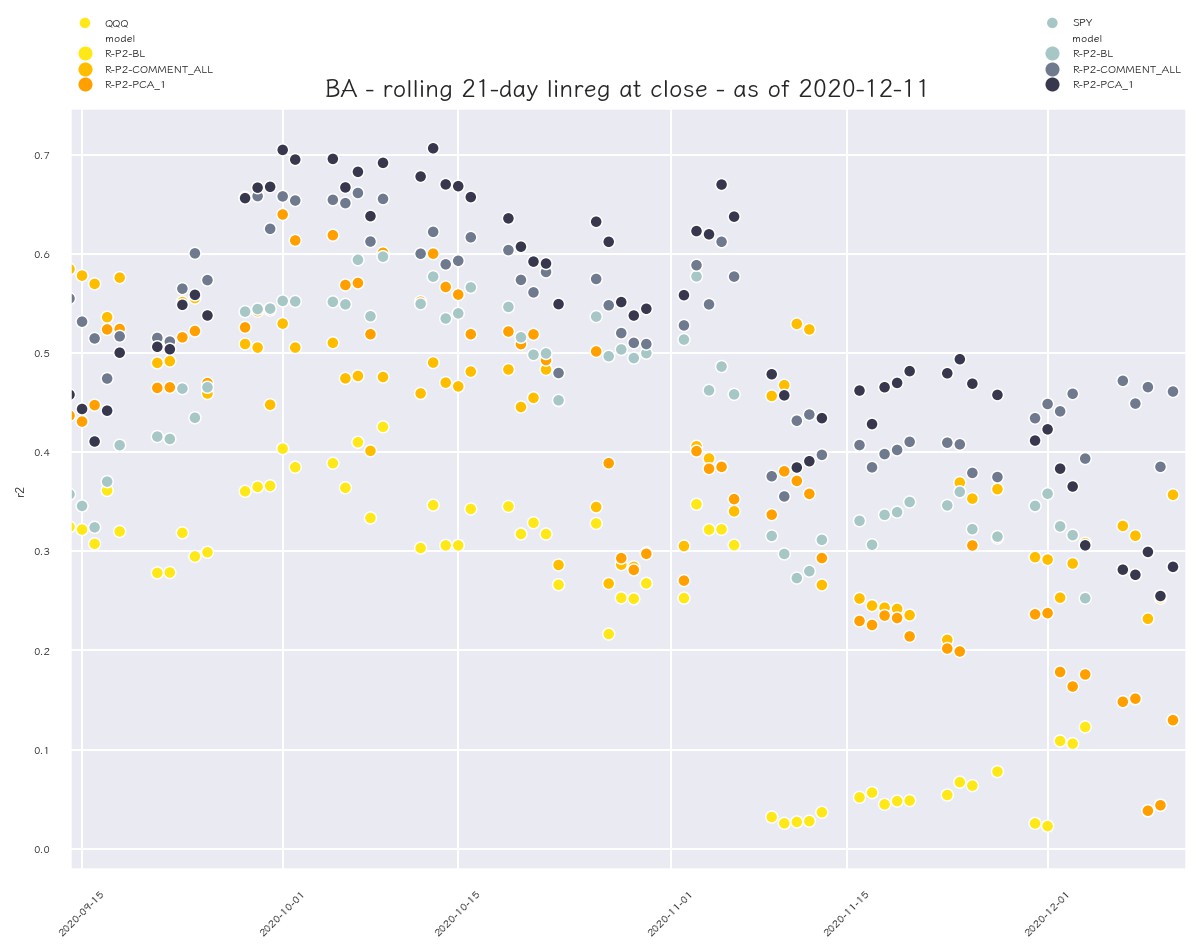 QQQ
model
R-P2-BL
R-P2-COMMENT_ALL
R-P2-PCA_1
SPY
model
R-P2-BL
R-P2-COMMENT_ALL
R-P2-PCA_1
BA - rolling 21-day linreg at close - as of 2020-12-11
0.7
0.6
0.5
0.4
0.3
0.2
0.1
0.0
r2
2020-09-15
2020-10-01
2020-10-15
2020-11-01
2020-11-15
2020-12-01